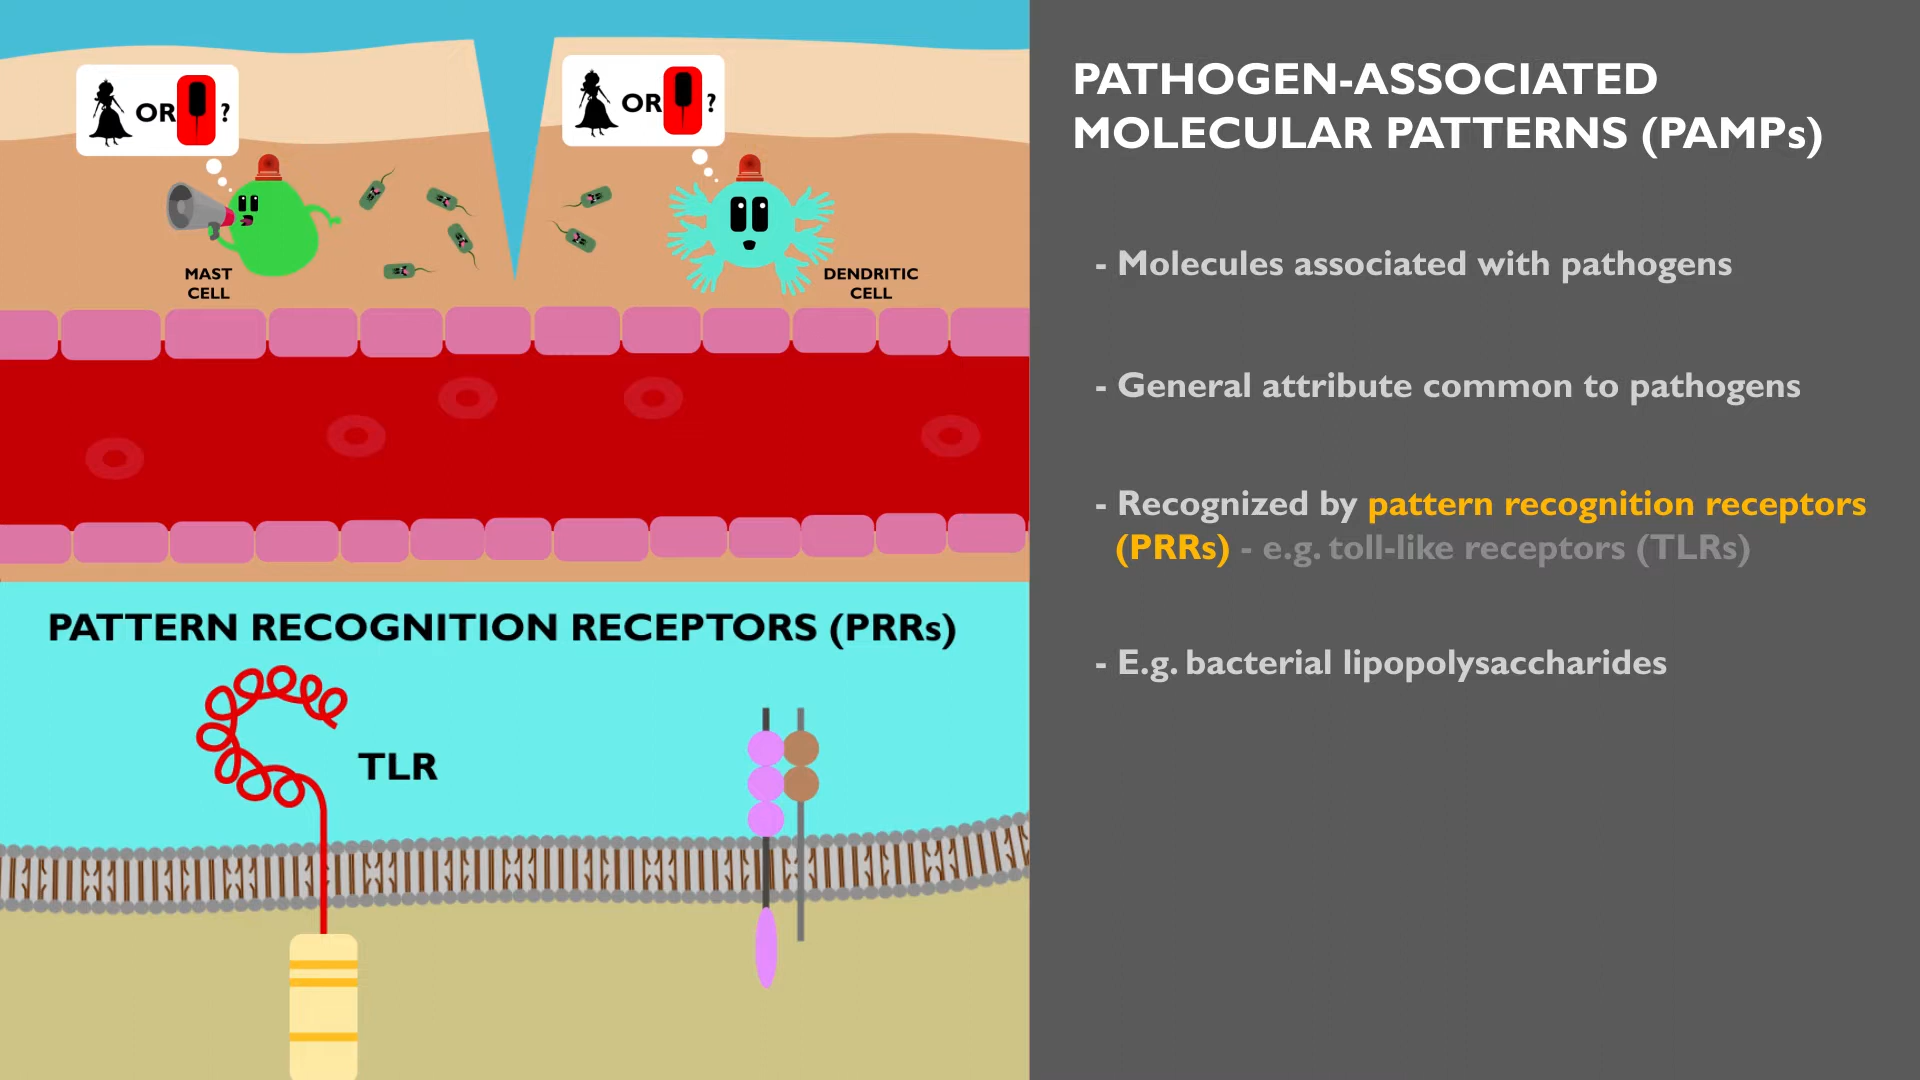 OR ?
OR ?
MAST
CELL
DENDRITIC
CELL
PATTERN RECOGNITION RECEPTORS (PRRs)
TLR
PATHOGEN-ASSOCIATED
MOLECULAR PATTERNS (PAMPs)
- Molecules associated with pathogens
- General attribute common to pathogens
- Recognized by pattern recognition receptors
(PRRs) - e.g. toll-like receptors (TLRs)
- E.g. bacterial lipopolysaccharides